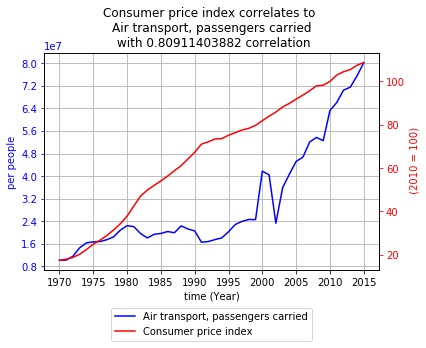 Consumer price index correlates to
Air transport, passengers carried
with 0.80911403882 correlation
1e7
8.0
7.2
6.4
5.6
4.8
4.0
3.2
2.4
1.6
0.8
per people
100
80
60
40
20
(2010 = 100)
1970 1975 1980 1985 1990 1995 2000 2005 2010 2015
time (Year)
Air transport, passengers carried
Consumer price index